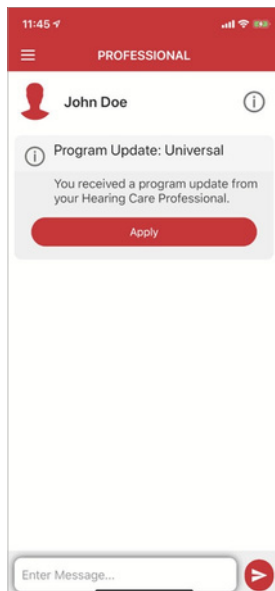 11:45
PROFESSIONAL
John Doe
Program Update: Universal
You received a program update from
your Hearing Care Professional.
Apply
Enter Message...